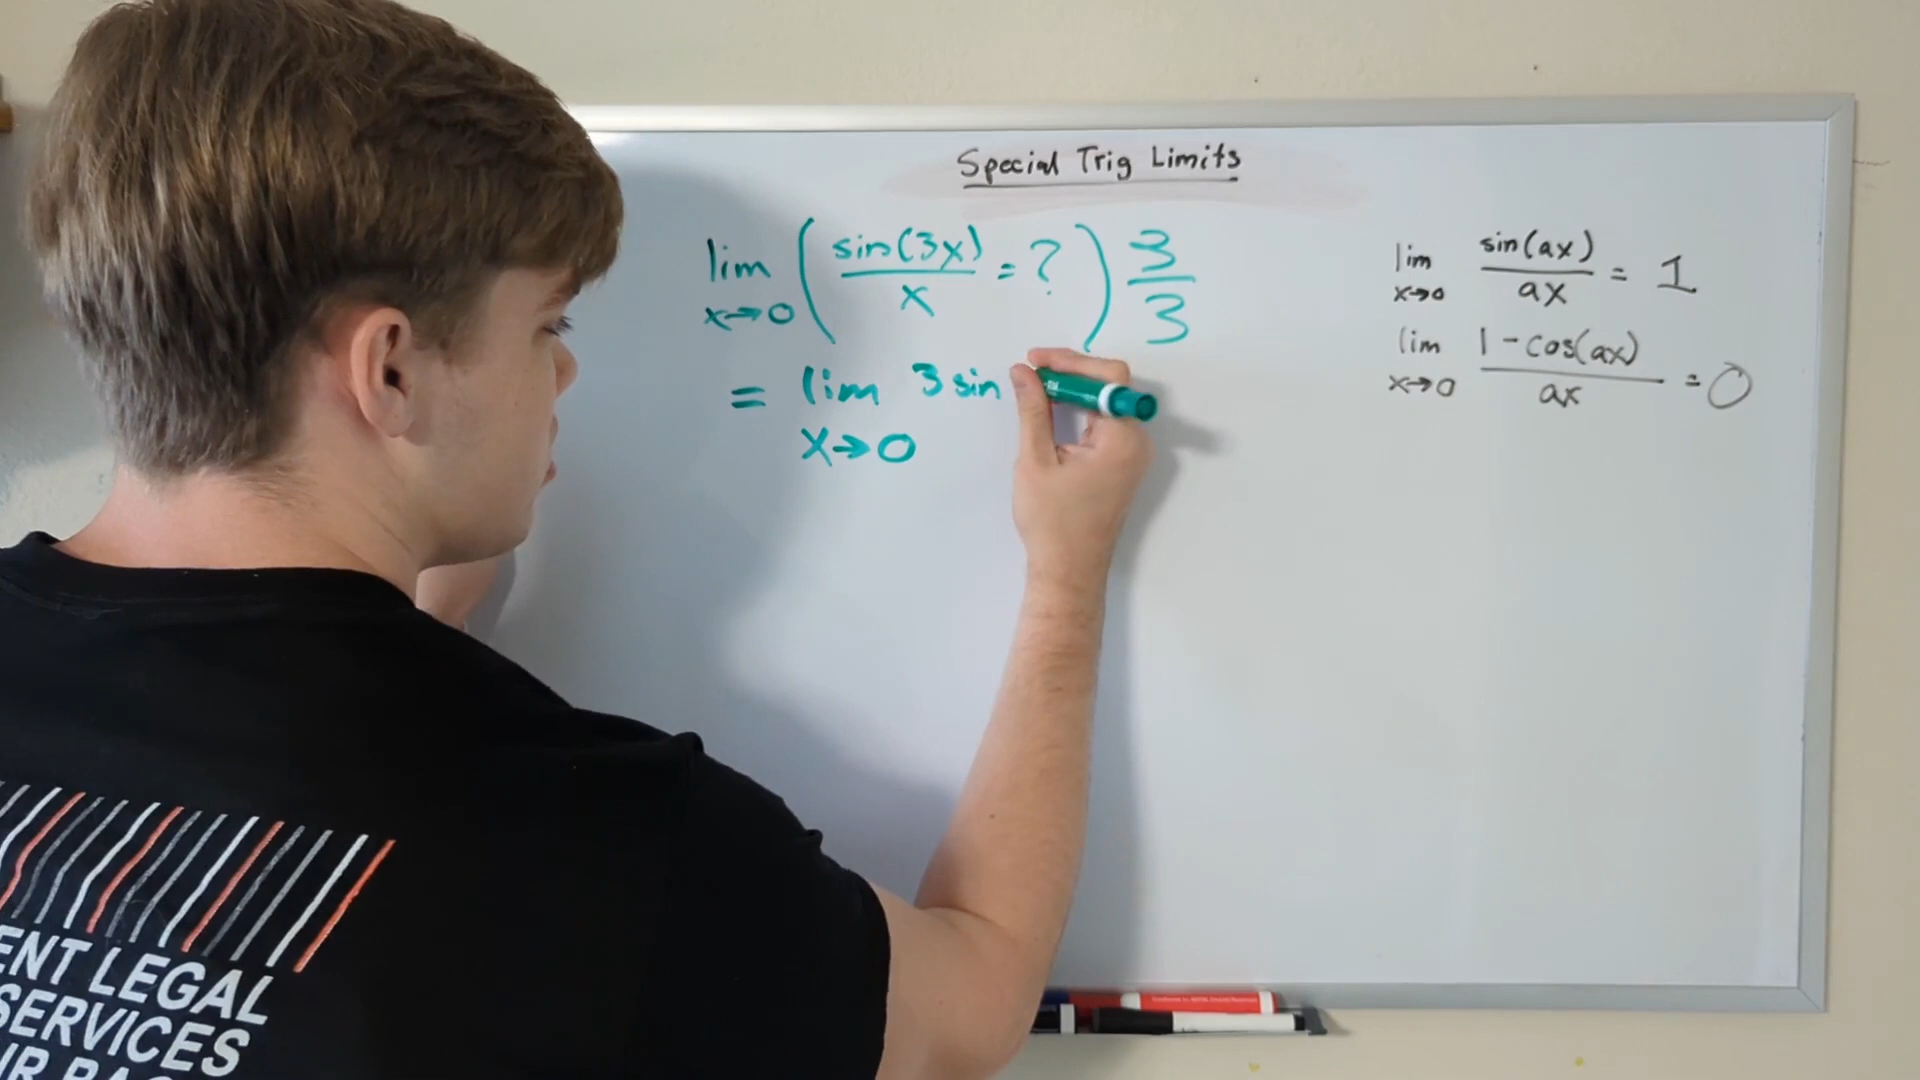 Special Trig Limits
lim x→0 ( sin(3x) / x = ? ) 3/3
= lim x→0 3 sin
lim x→0 sin(ax) / ax = 1
lim x→0 1 - cos(ax) / ax = 0
ENT LEGAL
SERVICES